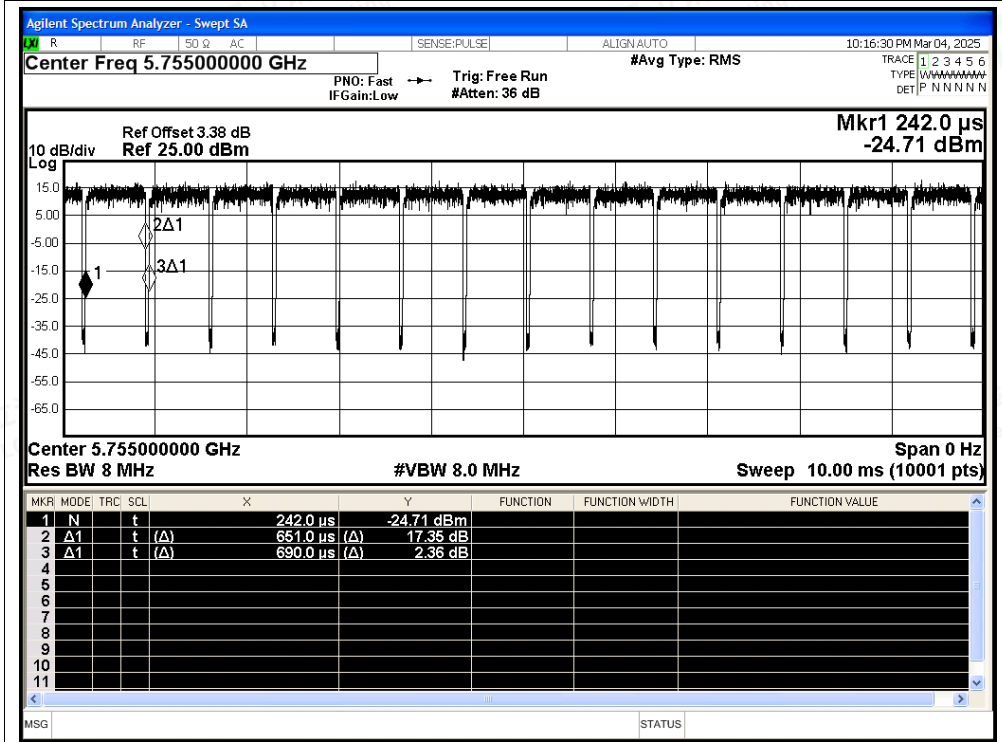 Agilent Spectrum Analyzer - Swept SA
LXI R RF 50 Ω AC SENSE:PULSE ALIGN AUTO 10:16:30 PM Mar 04, 2025
Center Freq 5.755000000 GHz
#Avg Type: RMS
TRACE 1 2 3 4 5 6
PNO: Fast Trig: Free Run
TYPE
IFGain:Low #Atten: 36 dB
DET P N N N N N
Mkr1 242.0 µs
Ref Offset 3.38 dB
10 dB/div Ref 25.00 dBm -24.71 dBm
Log
15.0
5.00
2Δ1
-5.00
1 3Δ1
-15.0
-25.0
-35.0
-45.0
-55.0
-65.0
Center 5.755000000 GHz Span 0 Hz
Res BW 8 MHz #VBW 8.0 MHz Sweep 10.00 ms (10001 pts)
MKR MODE TRC SCL X Y FUNCTION FUNCTION WIDTH FUNCTION VALUE
1 N t 242.0 µs -24.71 dBm
2 Δ1 t (Δ) 651.0 µs (Δ) 17.35 dB
3 Δ1 t (Δ) 690.0 µs (Δ) 2.36 dB
4
5
6
7
8
9
10
11
MSG STATUS